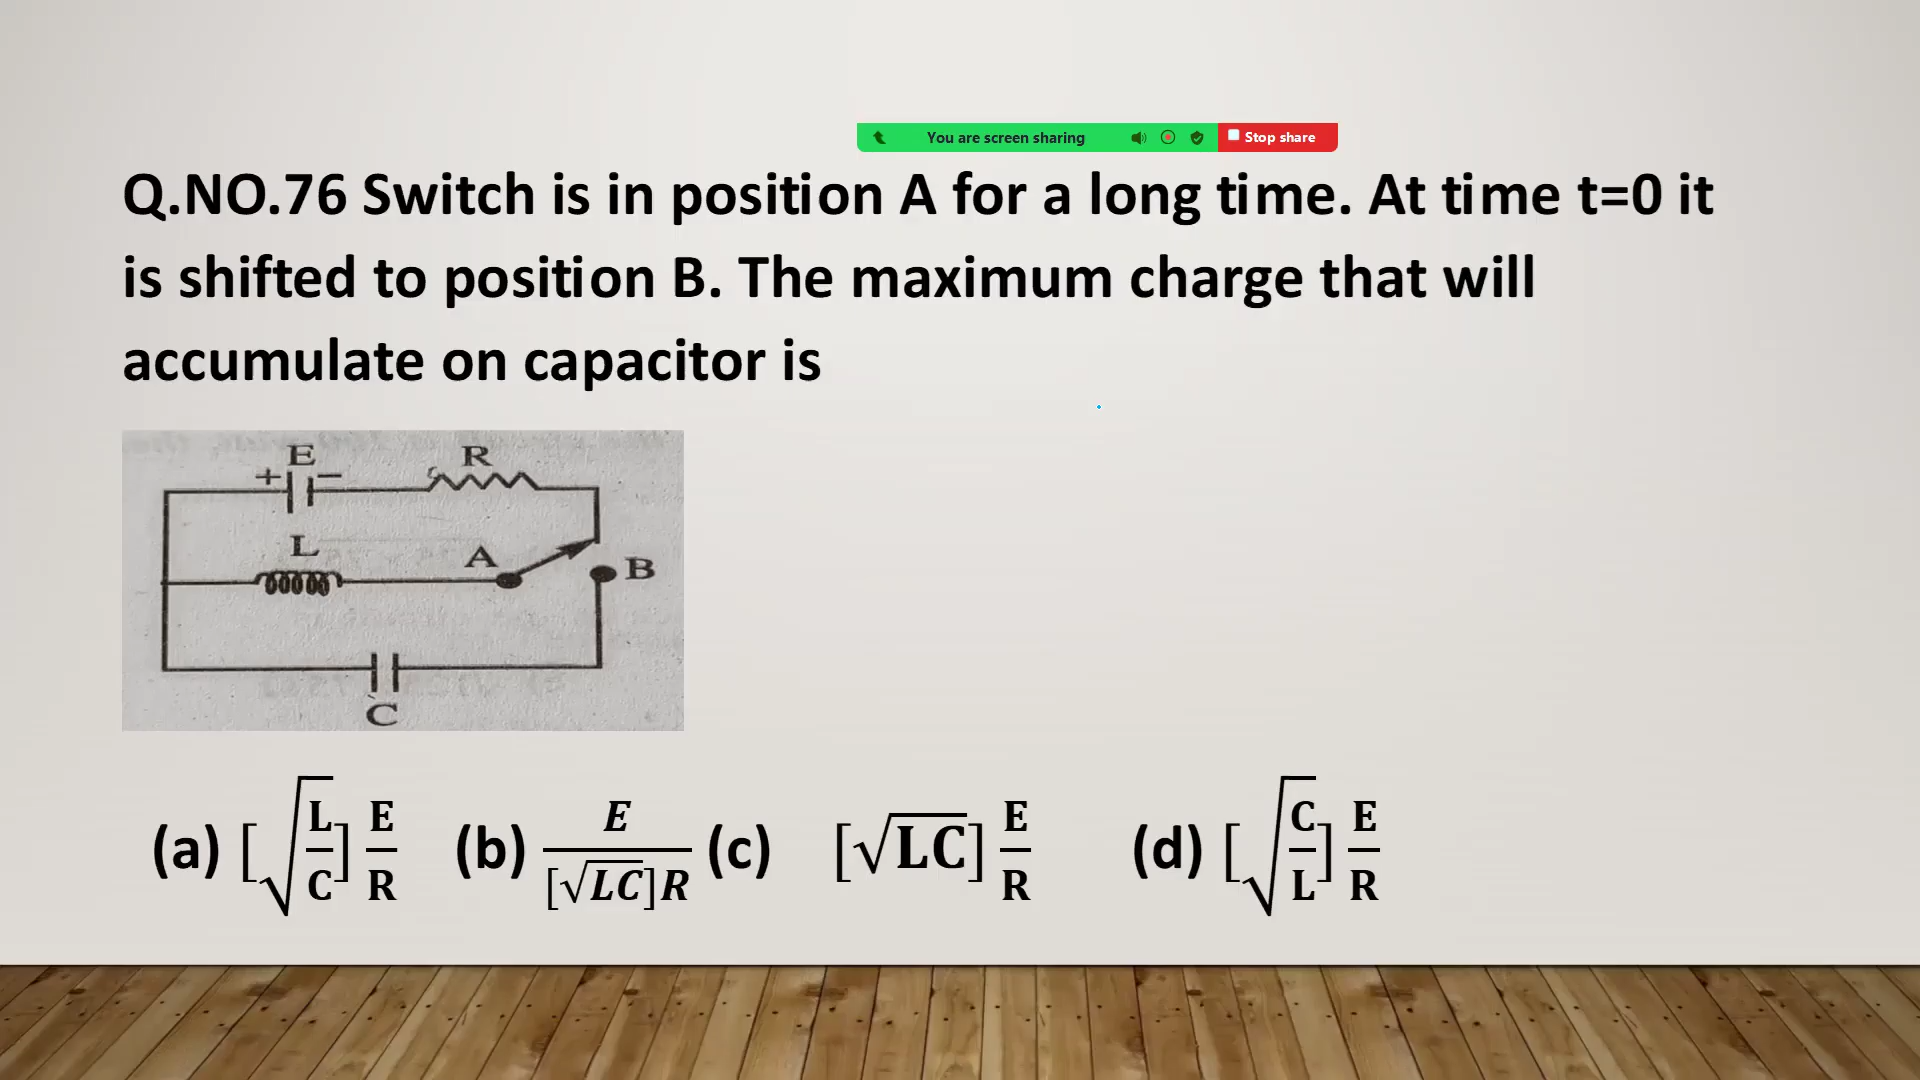 You are screen sharing Stop share
Q.NO.76 Switch is in position A for a long time. At time t=0 it
is shifted to position B. The maximum charge that will
accumulate on capacitor is
+ E − R
L A B
C
(a) [√(L/C)] E/R (b) E/([√LC]R) (c) [√LC] E/R (d) [√(C/L)] E/R